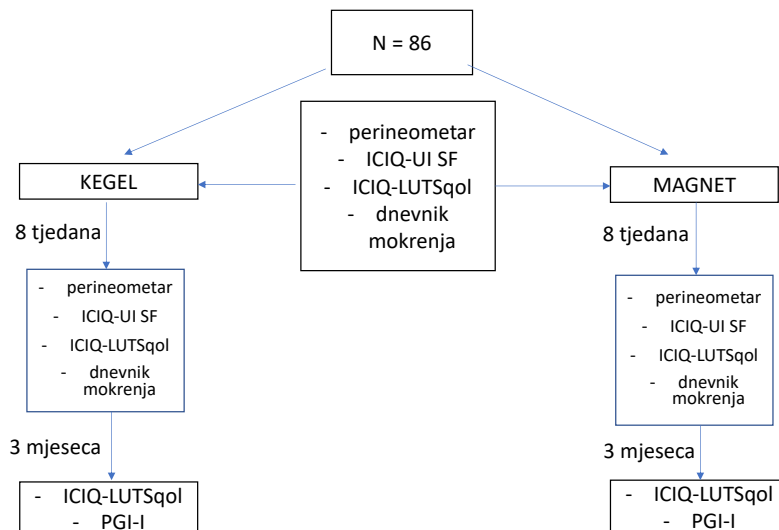 N = 86
- perineometar
- ICIQ-UI SF
- ICIQ-LUTSqol
- dnevnik
mokrenja
KEGEL
MAGNET
8 tjedana
8 tjedana
- perineometar
- ICIQ-UI SF
- ICIQ-LUTSqol
- dnevnik
mokrenja
- perineometar
- ICIQ-UI SF
- ICIQ-LUTSqol
- dnevnik
mokrenja
3 mjeseca
3 mjeseca
- ICIQ-LUTSqol
- PGI-I
- ICIQ-LUTSqol
- PGI-I